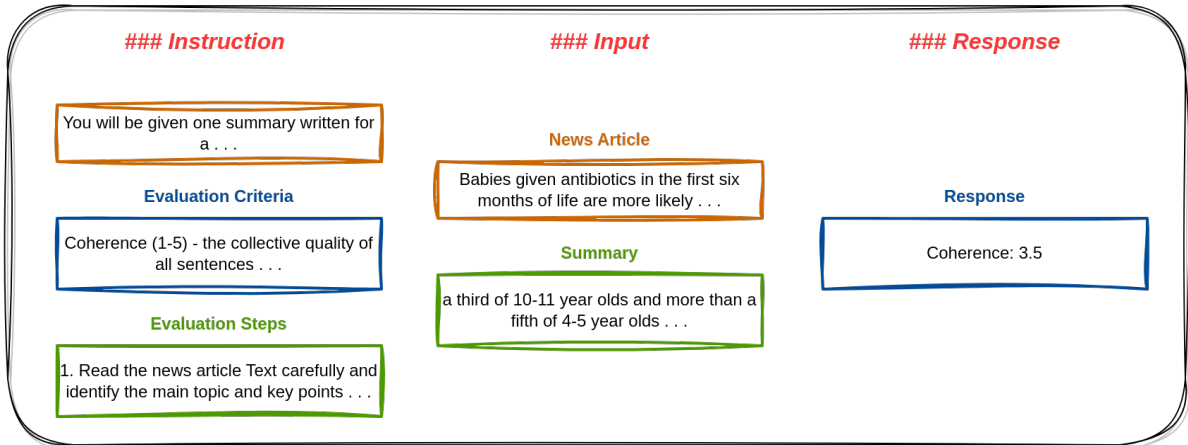 ### Instruction
You will be given one summary written for
a . . .
Evaluation Criteria
Coherence (1-5) - the collective quality of
all sentences . . .
Evaluation Steps
1. Read the news article Text carefully and
identify the main topic and key points . . .
### Input
News Article
Babies given antibiotics in the first six
months of life are more likely . . .
Summary
a third of 10-11 year olds and more than a
fifth of 4-5 year olds . . .
### Response
Response
Coherence: 3.5